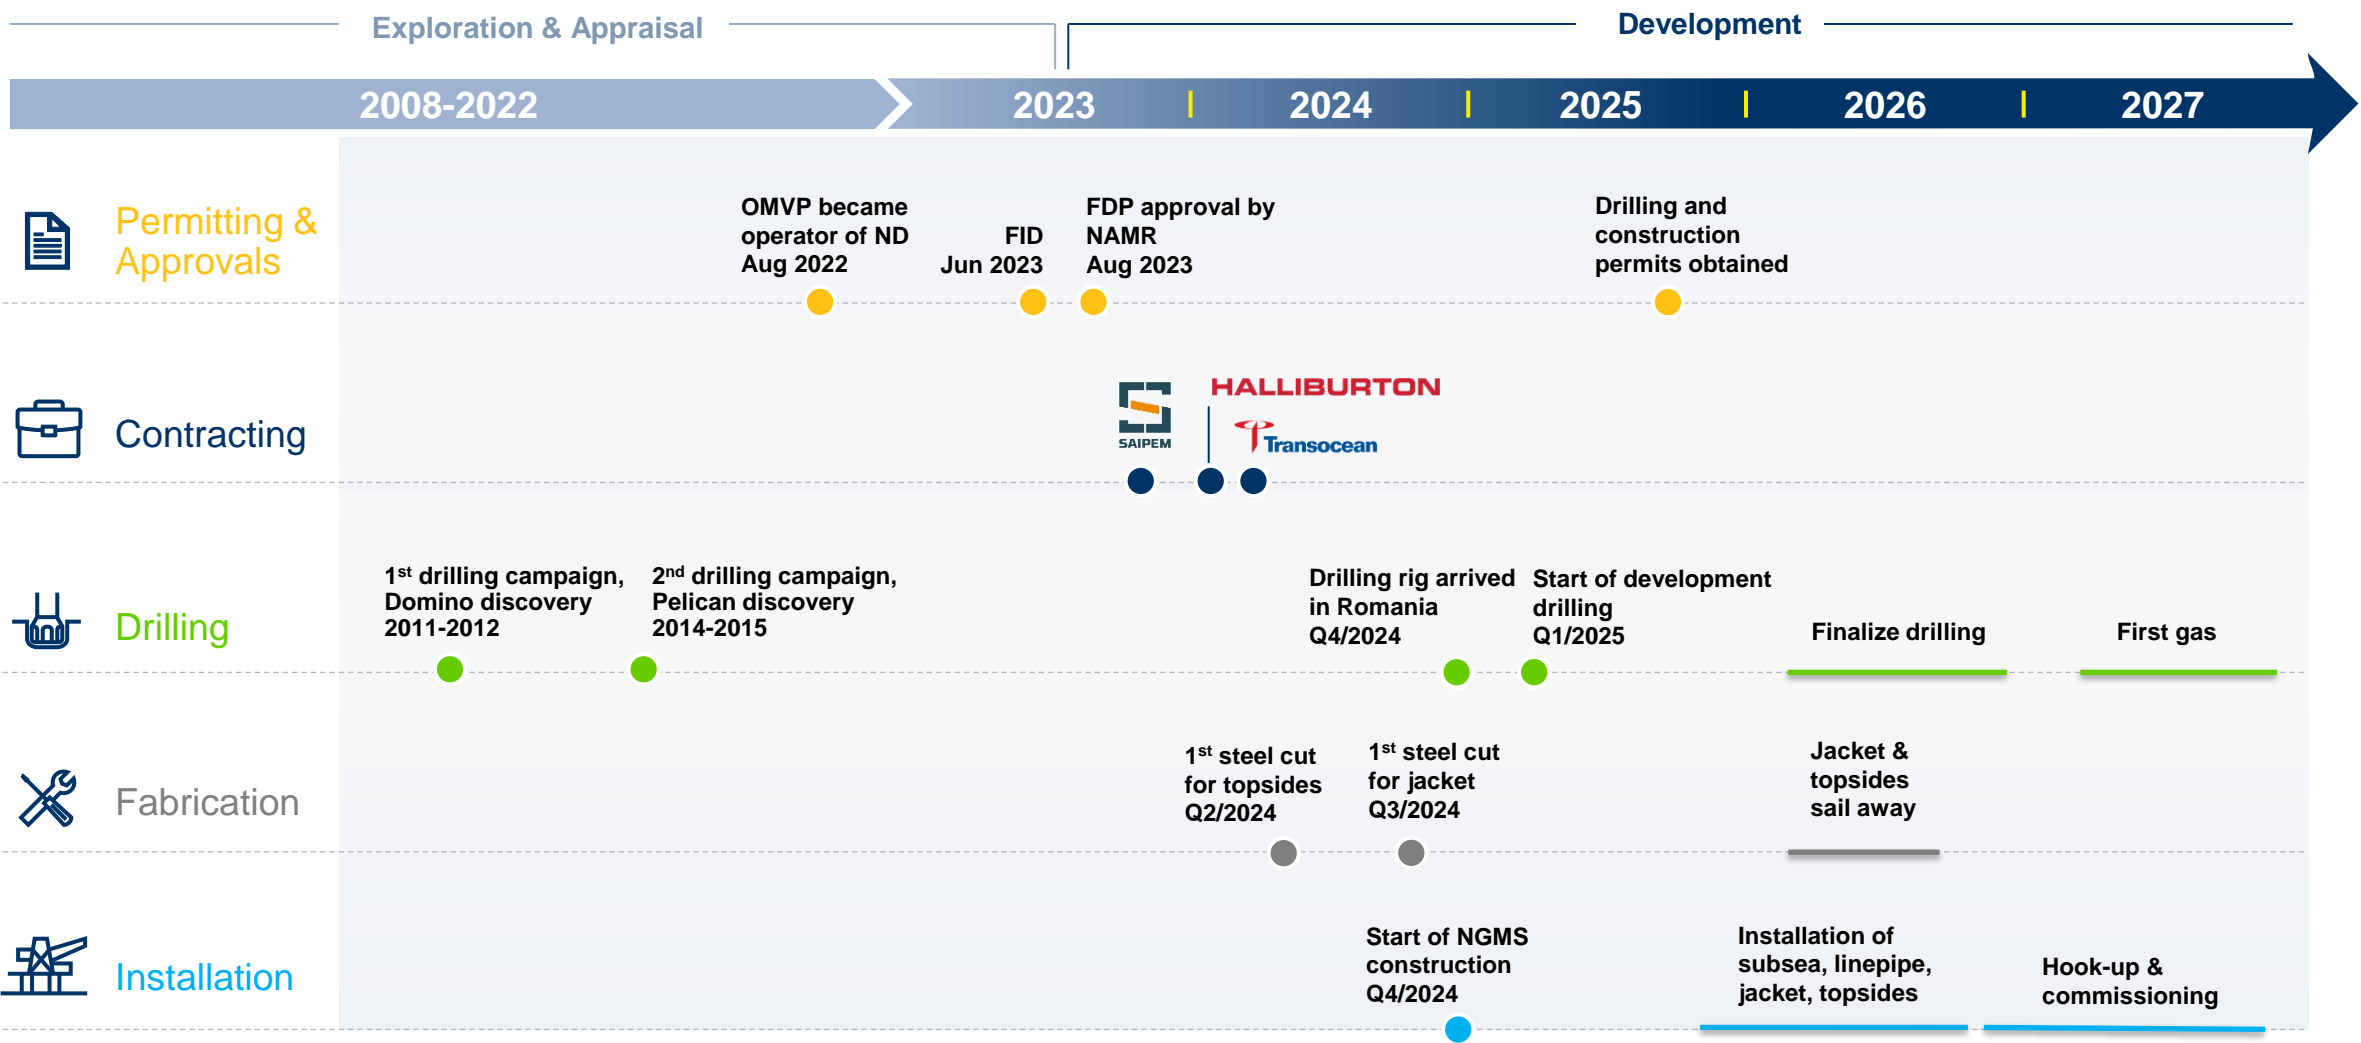 Exploration & Appraisal
Development
2008-2022
2023
2024
2025
2026
2027
Permitting &
Approvals
OMVP became
operator of ND
Aug 2022
FID
Jun 2023
FDP approval by
NAMR
Aug 2023
Drilling and
construction
permits obtained
Contracting
SAIPEM
HALLIBURTON
Transocean
Drilling
1st drilling campaign,
Domino discovery
2011-2012
2nd drilling campaign,
Pelican discovery
2014-2015
Drilling rig arrived
in Romania
Q4/2024
Start of development
drilling
Q1/2025
Finalize drilling
First gas
Fabrication
1st steel cut
for topsides
Q2/2024
1st steel cut
for jacket
Q3/2024
Jacket &
topsides
sail away
Installation
Start of NGMS
construction
Q4/2024
Installation of
subsea, linepipe,
jacket, topsides
Hook-up &
commissioning